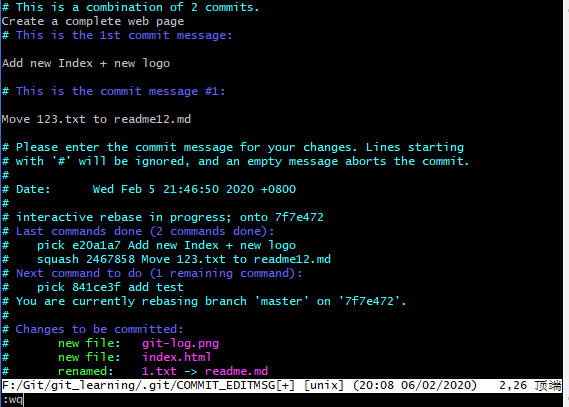 # This is a combination of 2 commits.
Create a complete web page
# This is the 1st commit message:
Add new Index + new logo
# This is the commit message #1:
Move 123.txt to readme12.md
# Please enter the commit message for your changes. Lines starting
# with '#' will be ignored, and an empty message aborts the commit.
#
# Date:      Wed Feb 5 21:46:50 2020 +0800
#
# interactive rebase in progress; onto 7f7e472
# Last commands done (2 commands done):
#    pick e20a1a7 Add new Index + new logo
#    squash 2467858 Move 123.txt to readme12.md
# Next command to do (1 remaining command):
#    pick 841ce3f add test
# You are currently rebasing branch 'master' on '7f7e472'.
#
# Changes to be committed:
#       new file:   git-log.png
#       new file:   index.html
#       renamed:    1.txt -> readme.md
F:/Git/git_learning/.git/COMMIT_EDITMSG[+] [unix] (20:08 06/02/2020)   2,26 顶端
:wq